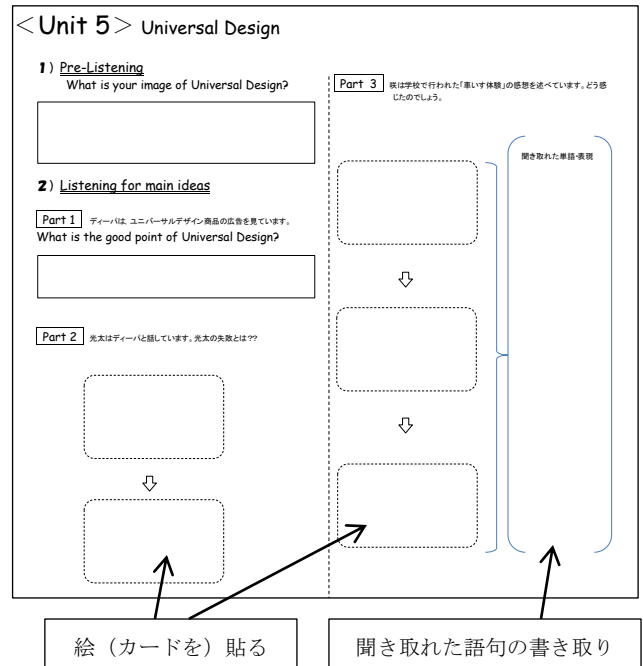 ＜Unit 5＞ Universal Design
1) Pre-Listening
What is your image of Universal Design?
2) Listening for main ideas
Part 1 ディーパは、ユニバーサルデザイン商品の広告を見ています。
What is the good point of Universal Design?
Part 2 光太はディーパと話しています。光太の失敗とは??
Part 3 咲は学校で行われた「車いす体験」の感想を述べています。どう感
じたのでしょう。
聞き取れた単語・表現
絵（カードを）貼る
聞き取れた語句の書き取り